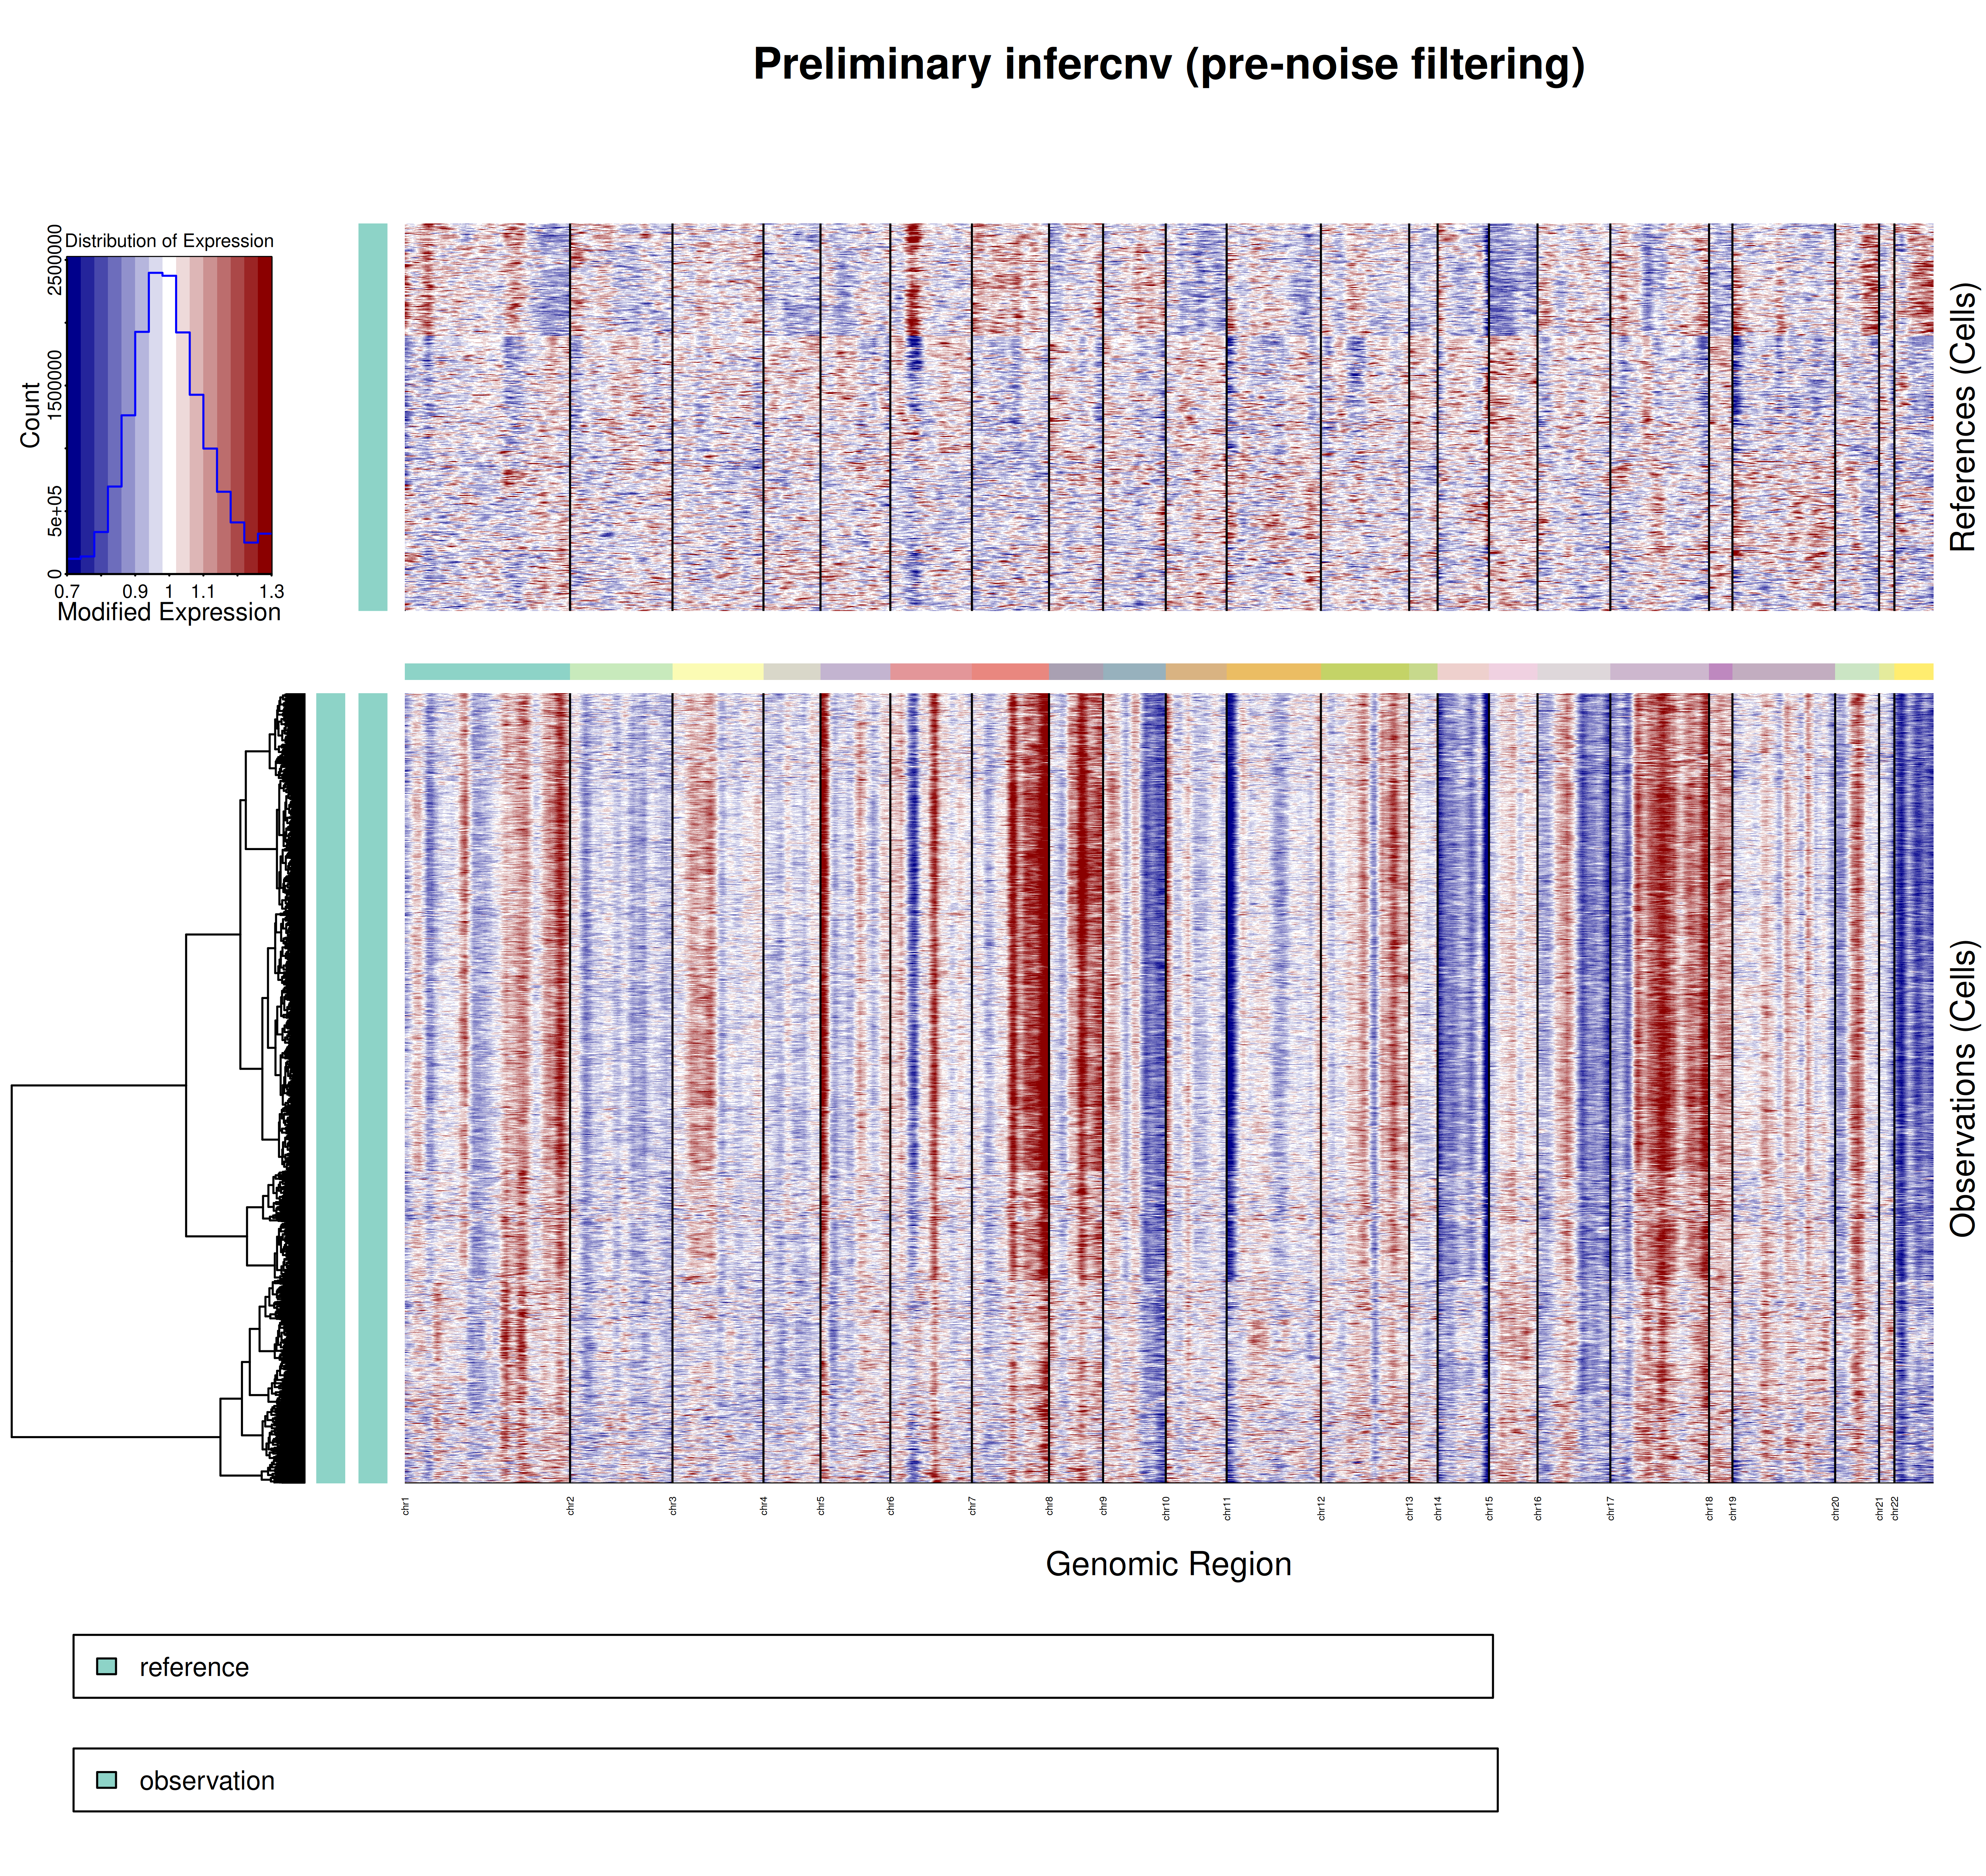 Preliminary infercnv (pre-noise filtering)
Distribution of Expression
Count
0
5e+05
1500000
2500000
0.7
0.9
1
1.1
1.3
Modified Expression
References (Cells)
Observations (Cells)
chr1
chr2
chr3
chr4
chr5
chr6
chr7
chr8
chr9
chr10
chr11
chr12
chr13
chr14
chr15
chr16
chr17
chr18
chr19
chr20
chr21
chr22
Genomic Region
reference
observation